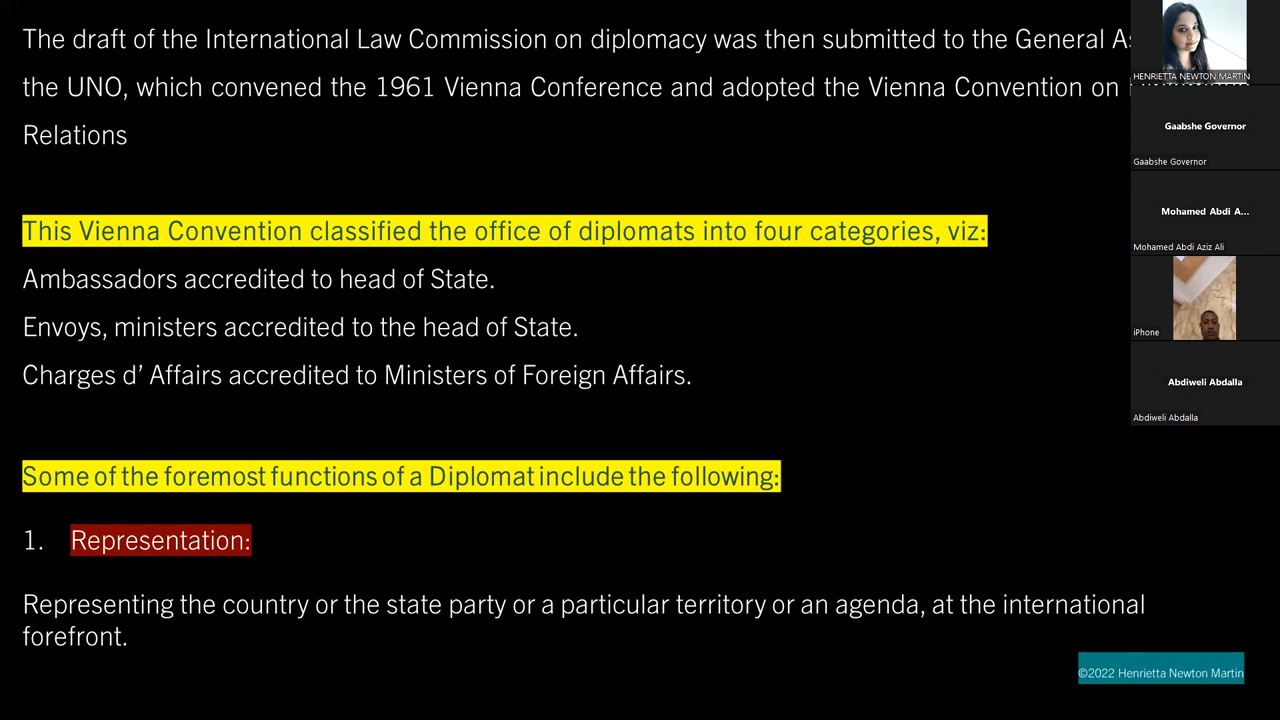 The draft of the International Law Commission on diplomacy was then submitted to the General
the UNO, which convened the 1961 Vienna Conference and adopted the Vienna Convention on
Relations
This Vienna Convention classified the office of diplomats into four categories, viz:
Ambassadors accredited to head of State.
Envoys, ministers accredited to the head of State.
Charges d’ Affairs accredited to Ministers of Foreign Affairs.
Some of the foremost functions of a Diplomat include the following:
1. Representation:
Representing the country or the state party or a particular territory or an agenda, at the international
forefront.
©2022 Henrietta Newton Martin
HENRIETTA NEWTON MARTIN
Gaabshe Governor
Gaabshe Governor
Mohamed Abdi A...
Mohamed Abdi Aziz Ali
iPhone
Abdiweli Abdalla
Abdiweli Abdalla